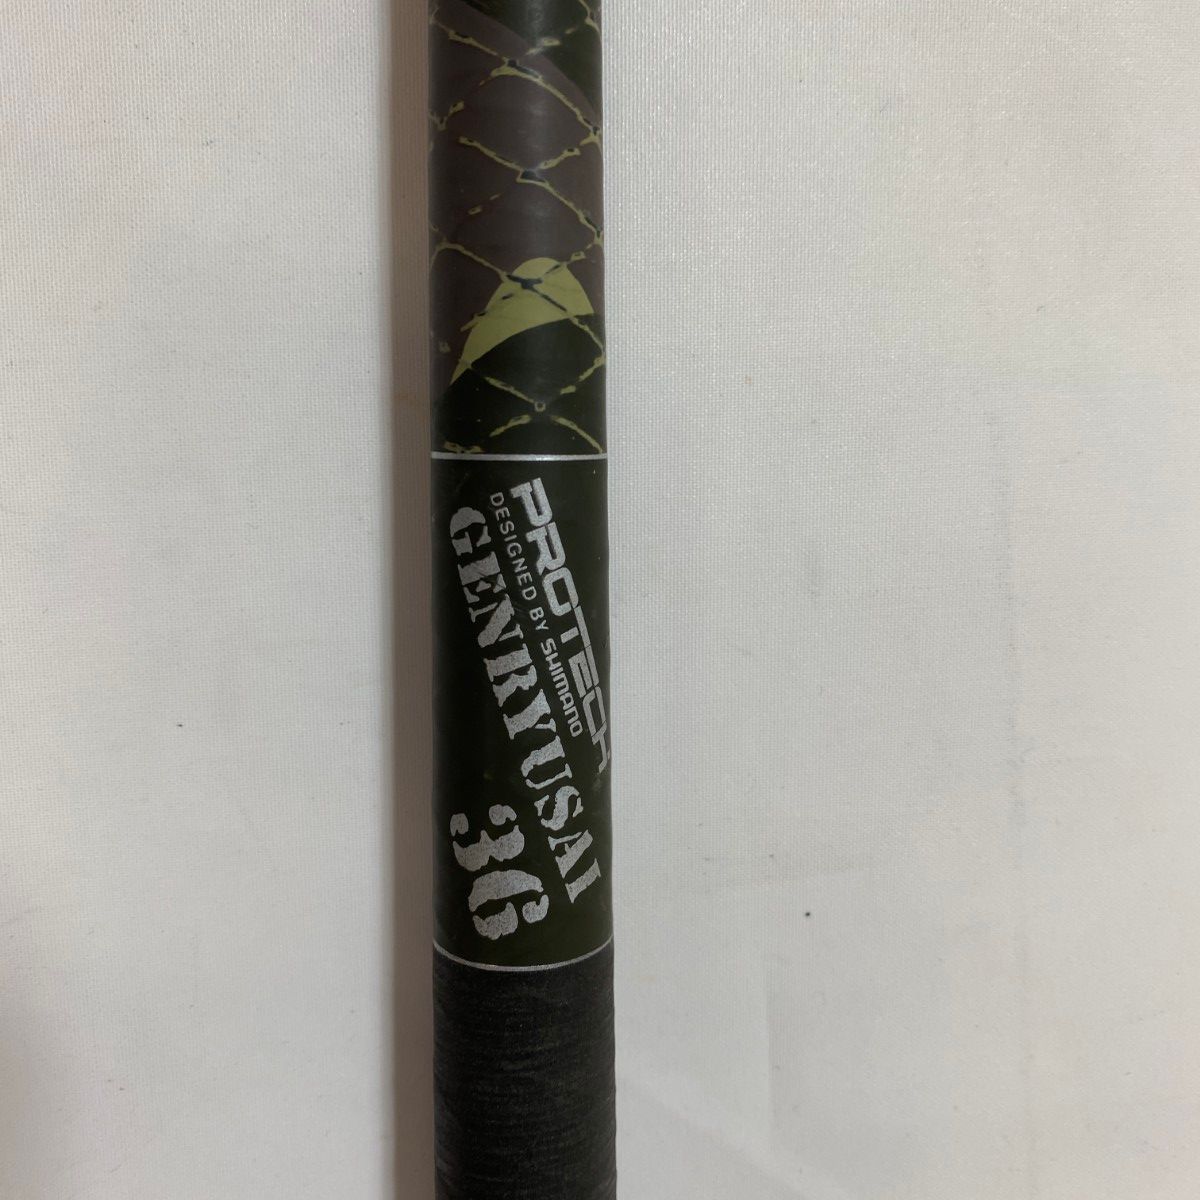 PROTECH
DESIGNED BY SHIMANO
GENRYUSAI
36